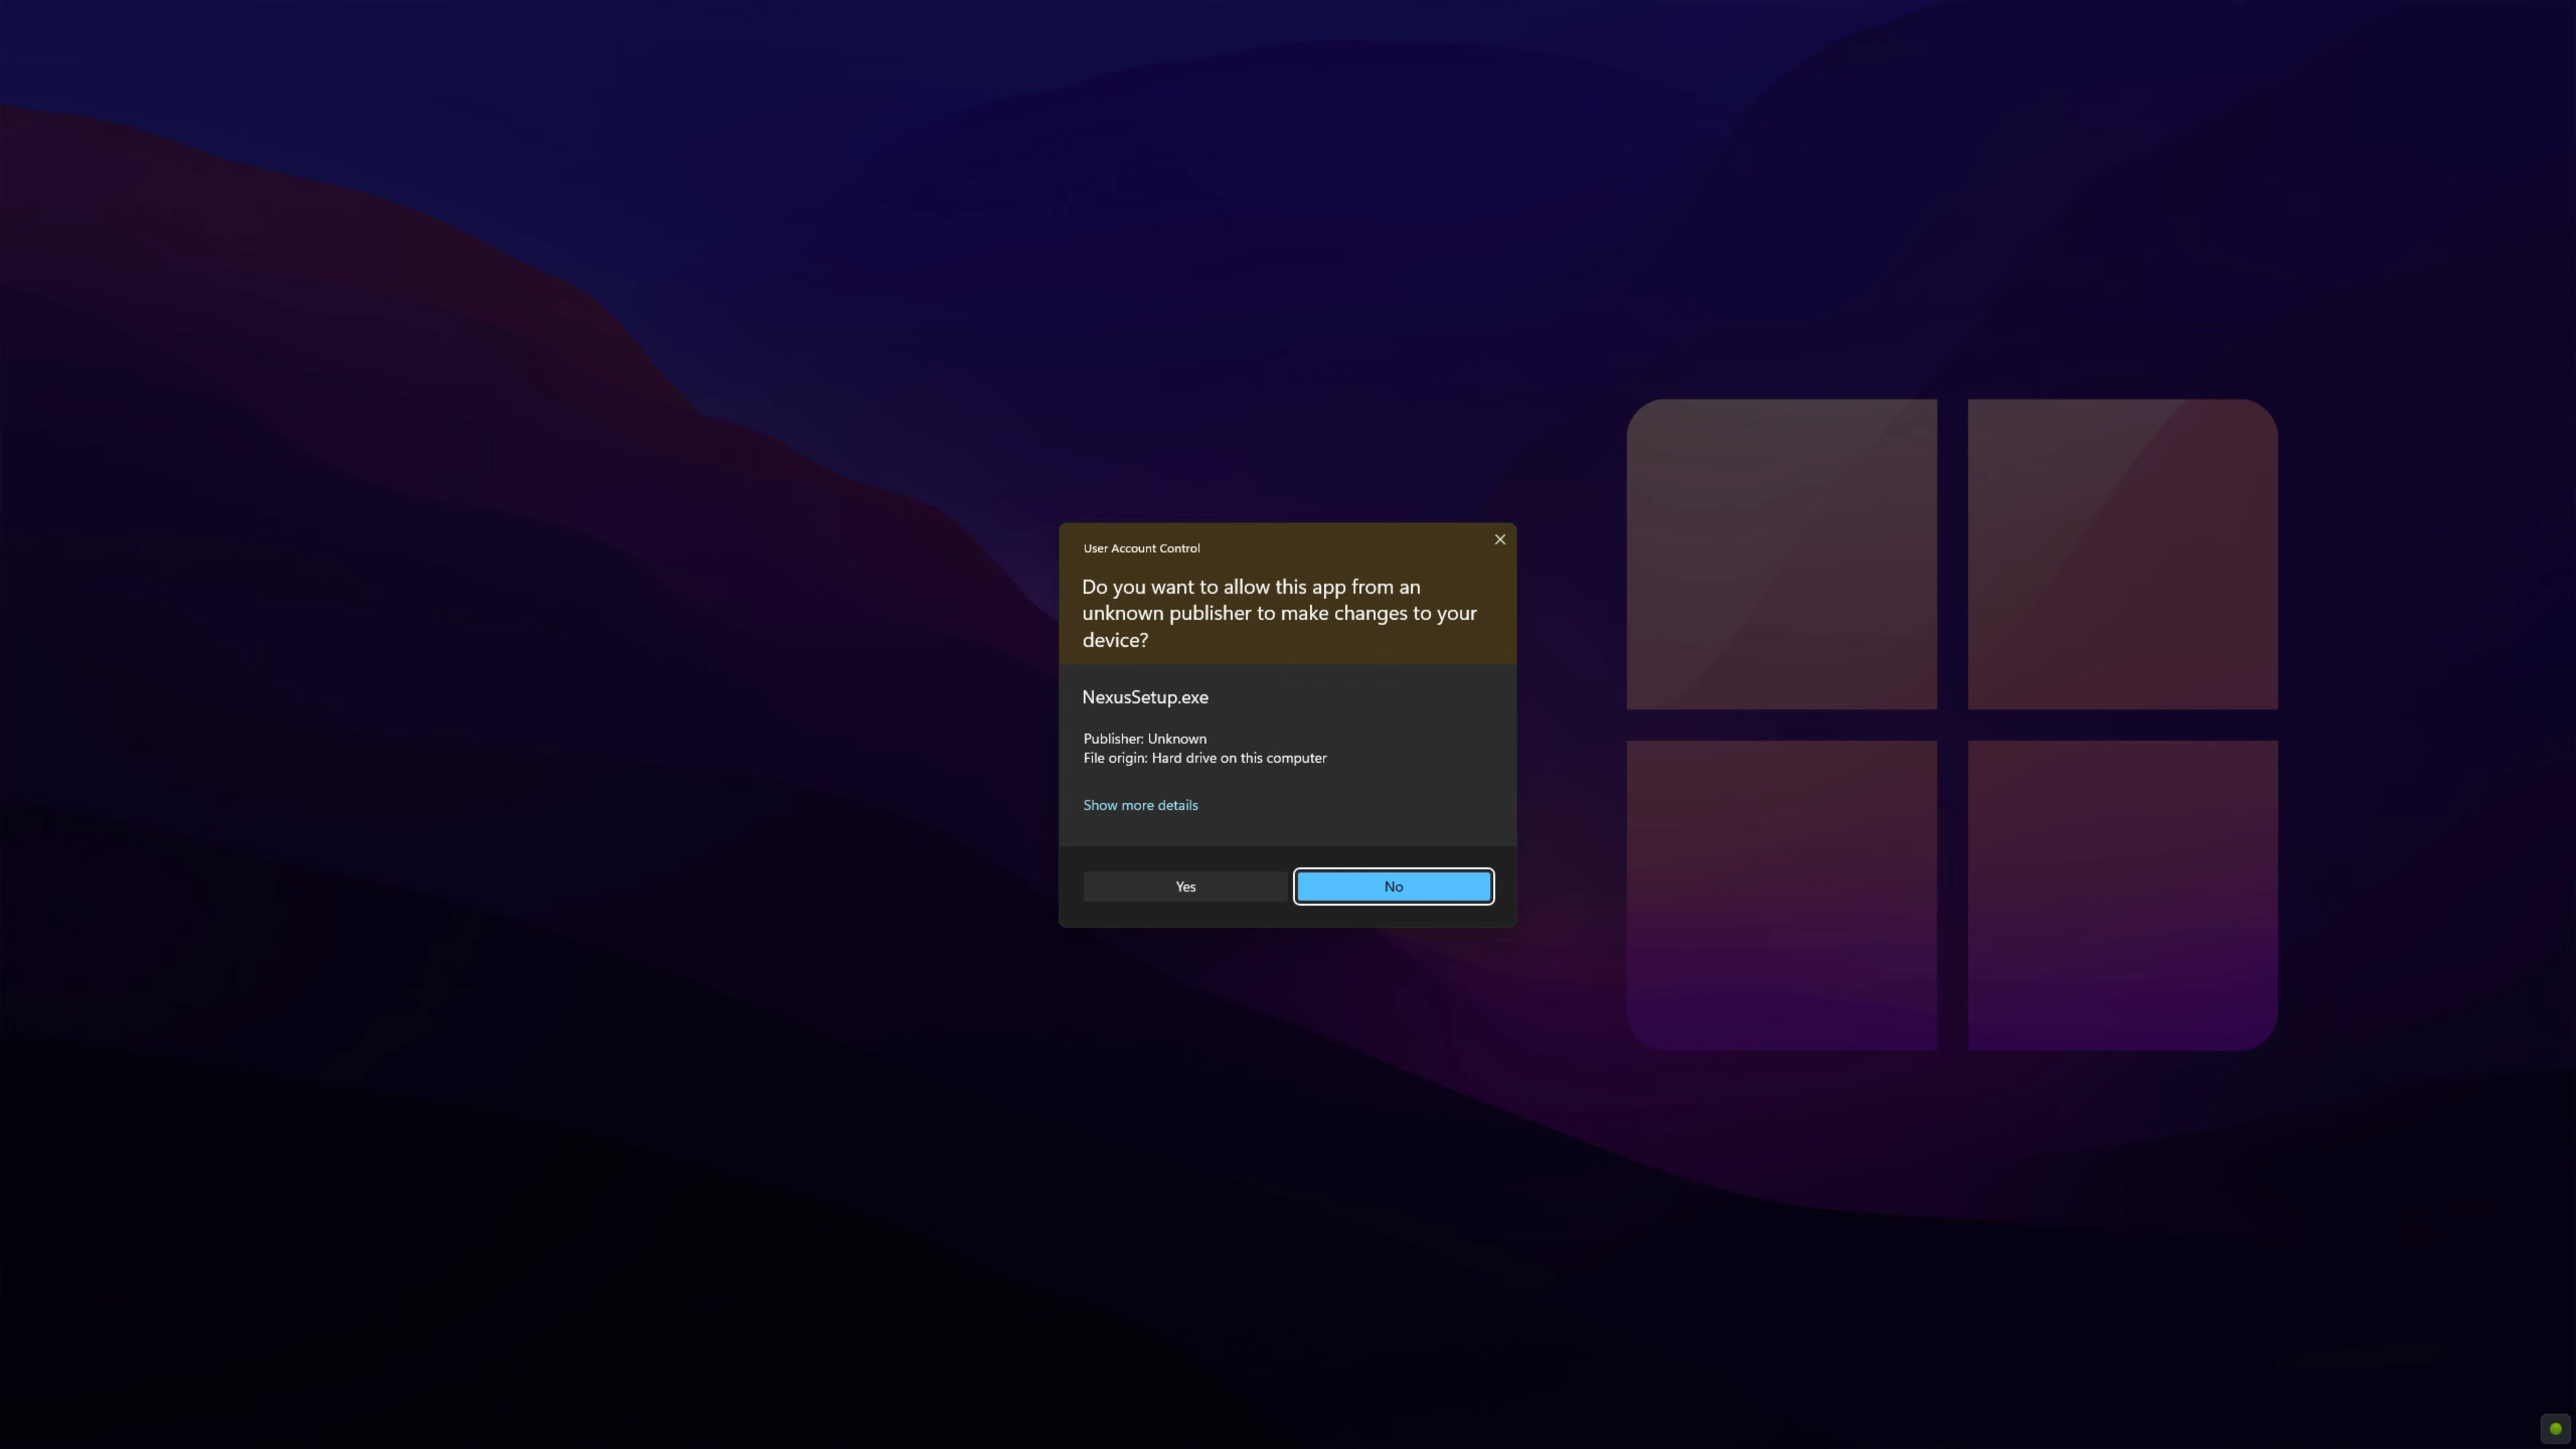 User Account Control
Do you want to allow this app from an
unknown publisher to make changes to your
device?
NexusSetup.exe
Publisher: Unknown
File origin: Hard drive on this computer
Show more details
Yes
No